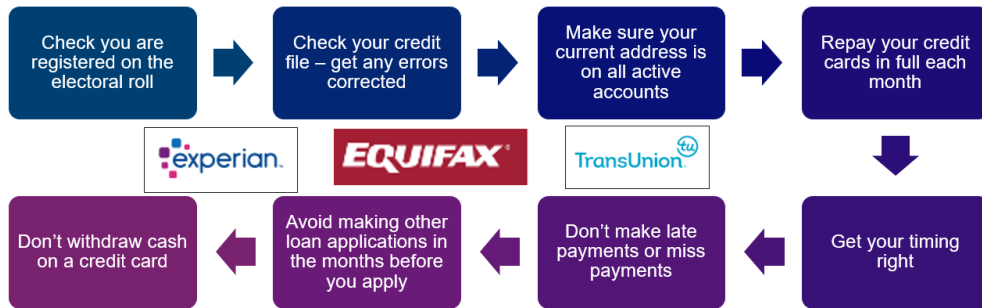 Check you are
registered on the
electoral roll
Check your credit
file – get any errors
corrected
Make sure your
current address is
on all active
accounts
Repay your credit
cards in full each
month
experian™
EQUIFAX
TransUnion
tu
Don’t withdraw cash
on a credit card
Avoid making other
loan applications in
the months before
you apply
Don’t make late
payments or miss
payments
Get your timing
right